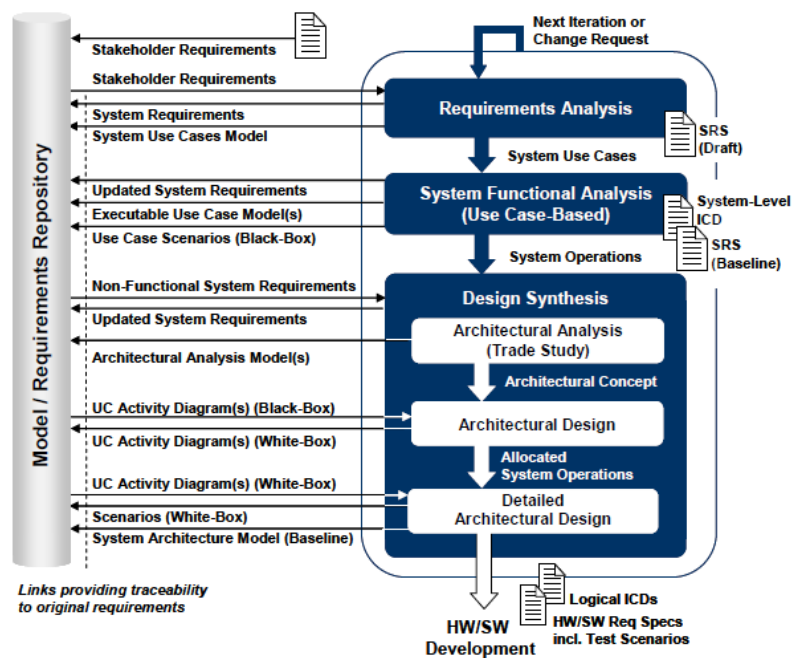 Next Iteration or
Change Request
Stakeholder Requirements
Stakeholder Requirements
Requirements Analysis
System Requirements
System Use Cases Model
SRS
(Draft)
System Use Cases
Updated System Requirements
Executable Use Case Model(s)
Use Case Scenarios (Black-Box)
System Functional Analysis
(Use Case-Based)
System-Level
ICD
SRS
(Baseline)
System Operations
Model / Requirements Repository
Non-Functional System Requirements
Updated System Requirements
Design Synthesis
Architectural Analysis
(Trade Study)
Architectural Analysis Model(s)
Architectural Concept
UC Activity Diagram(s) (Black-Box)
UC Activity Diagram(s) (White-Box)
Architectural Design
Allocated
System Operations
UC Activity Diagram(s) (White-Box)
Scenarios (White-Box)
System Architecture Model (Baseline)
Detailed
Architectural Design
Links providing traceability
to original requirements
HW/SW
Development
Logical ICDs
HW/SW Req Specs
incl. Test Scenarios